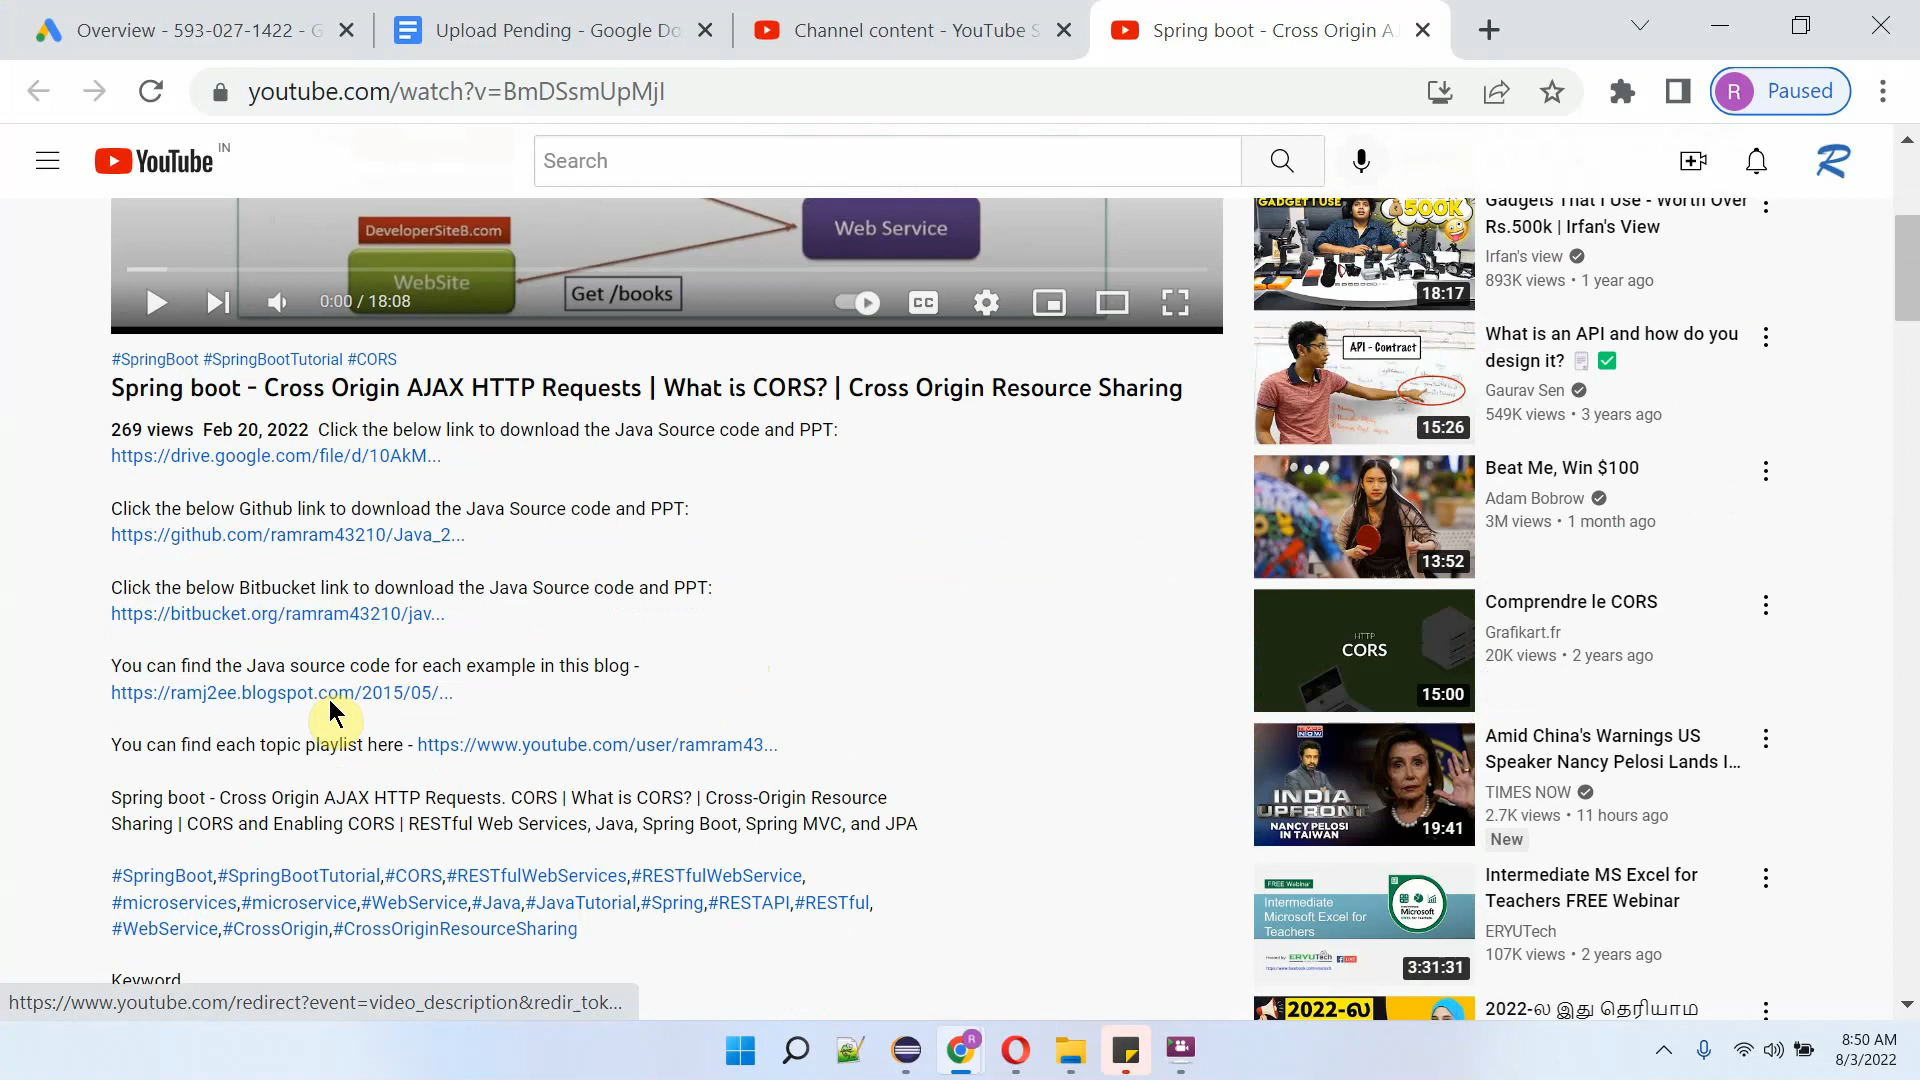 Overview - 593-027-1422 - G
Upload Pending - Google Do
Channel content - YouTube S
Spring boot - Cross Origin A
youtube.com/watch?v=BmDSsmUpMjI
R
Paused
YouTube
IN
Search
DeveloperSiteB.com
WebSite
Get /books
Web Service
0:00 / 18:08
CC
#SpringBoot #SpringBootTutorial #CORS
Spring boot - Cross Origin AJAX HTTP Requests | What is CORS? | Cross Origin Resource Sharing
269 views Feb 20, 2022 Click the below link to download the Java Source code and PPT:
https://drive.google.com/file/d/10AkM...
Click the below Github link to download the Java Source code and PPT:
https://github.com/ramram43210/Java_2...
Click the below Bitbucket link to download the Java Source code and PPT:
https://bitbucket.org/ramram43210/jav...
You can find the Java source code for each example in this blog -
https://ramj2ee.blogspot.com/2015/05/...
You can find each topic playlist here - https://www.youtube.com/user/ramram43...
Spring boot - Cross Origin AJAX HTTP Requests. CORS | What is CORS? | Cross-Origin Resource
Sharing | CORS and Enabling CORS | RESTful Web Services, Java, Spring Boot, Spring MVC, and JPA
#SpringBoot,#SpringBootTutorial,#CORS,#RESTfulWebServices,#RESTfulWebService,
#microservices,#microservice,#WebService,#Java,#JavaTutorial,#Spring,#RESTAPI,#RESTful,
#WebService,#CrossOrigin,#CrossOriginResourceSharing
Keyword
https://www.youtube.com/redirect?event=video_description&redir_tok...
GADGET I USE
500K
18:17
Gadgets That I Use - Worth Over
Rs.500k | Irfan's View
Irfan's view
893K views • 1 year ago
API - Contract
15:26
What is an API and how do you
design it?
Gaurav Sen
549K views • 3 years ago
13:52
Beat Me, Win $100
Adam Bobrow
3M views • 1 month ago
HTTP
CORS
15:00
Comprendre le CORS
Grafikart.fr
20K views • 2 years ago
TIMES NOW
INDIA
UPFRONT
NANCY PELOSI
IN TAIWAN
19:41
Amid China's Warnings US
Speaker Nancy Pelosi Lands I...
TIMES NOW
2.7K views • 11 hours ago
New
FREE Webinar
Intermediate
Microsoft Excel for
Teachers
Microsoft
ERYUTech
3:31:31
Intermediate MS Excel for
Teachers FREE Webinar
ERYUTech
107K views • 2 years ago
2022-ல
2022-ல இது தெரியாம
8:50 AM
8/3/2022